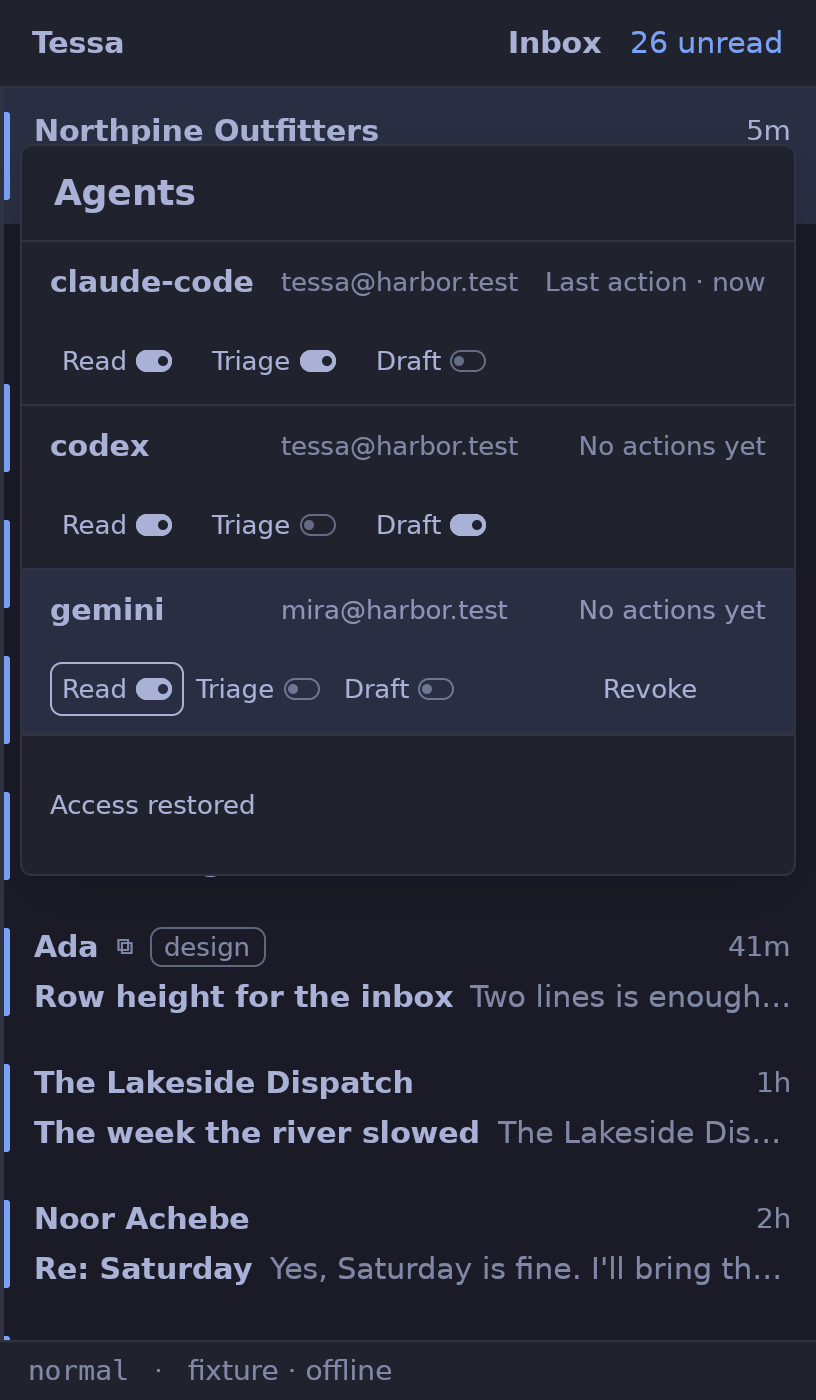 Tessa Inbox 26 unread
Northpine Outfitters 5m
Agents
claude-code tessa@harbor.test Last action · now
Read Triage Draft
codex tessa@harbor.test No actions yet
Read Triage Draft
gemini mira@harbor.test No actions yet
Read Triage Draft Revoke
Access restored
Ada design 41m
Row height for the inbox Two lines is enough…
The Lakeside Dispatch 1h
The week the river slowed The Lakeside Dis…
Noor Achebe 2h
Re: Saturday Yes, Saturday is fine. I'll bring th…
normal · fixture · offline